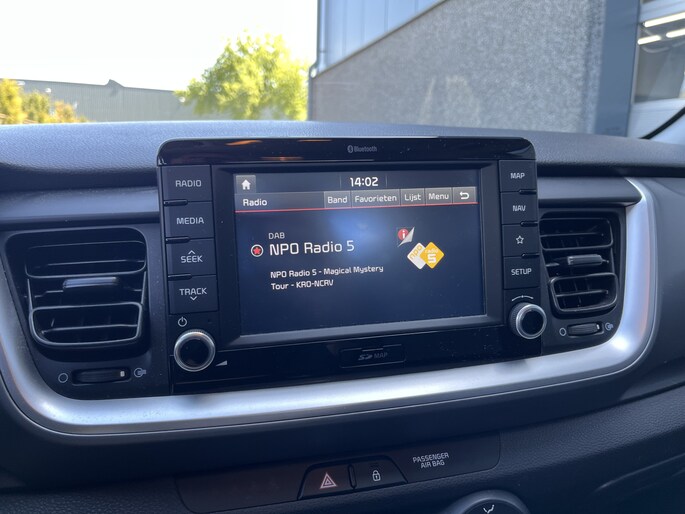 Bluetooth
RADIO
MEDIA
SEEK
TRACK
14:02
Radio Band Favorieten Lijst Menu
DAB
NPO Radio 5
NPO Radio 5 - Magical Mystery
Tour - KRO-NCRV
5
MAP
NAV
SETUP
SD MAP
PASSENGER
AIR BAG